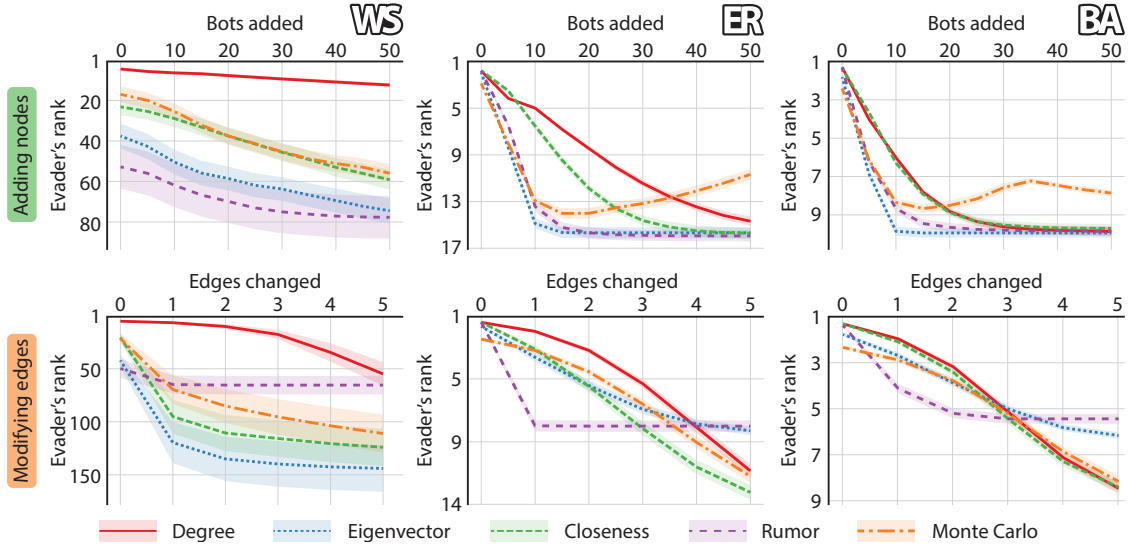 Bots added WS
0 10 20 30 40 50
Adding nodes
Evader's rank
1
20
40
60
80
Bots added ER
0 10 20 30 40 50
Evader's rank
1
5
9
13
17
Bots added BA
0 10 20 30 40 50
Evader's rank
1
3
5
7
9
Edges changed
0 1 2 3 4 5
Modifying edges
Evader's rank
1
50
100
150
Edges changed
0 1 2 3 4 5
Evader's rank
1
5
9
14
Edges changed
0 1 2 3 4 5
Evader's rank
1
3
5
7
9
Degree Eigenvector Closeness Rumor Monte Carlo